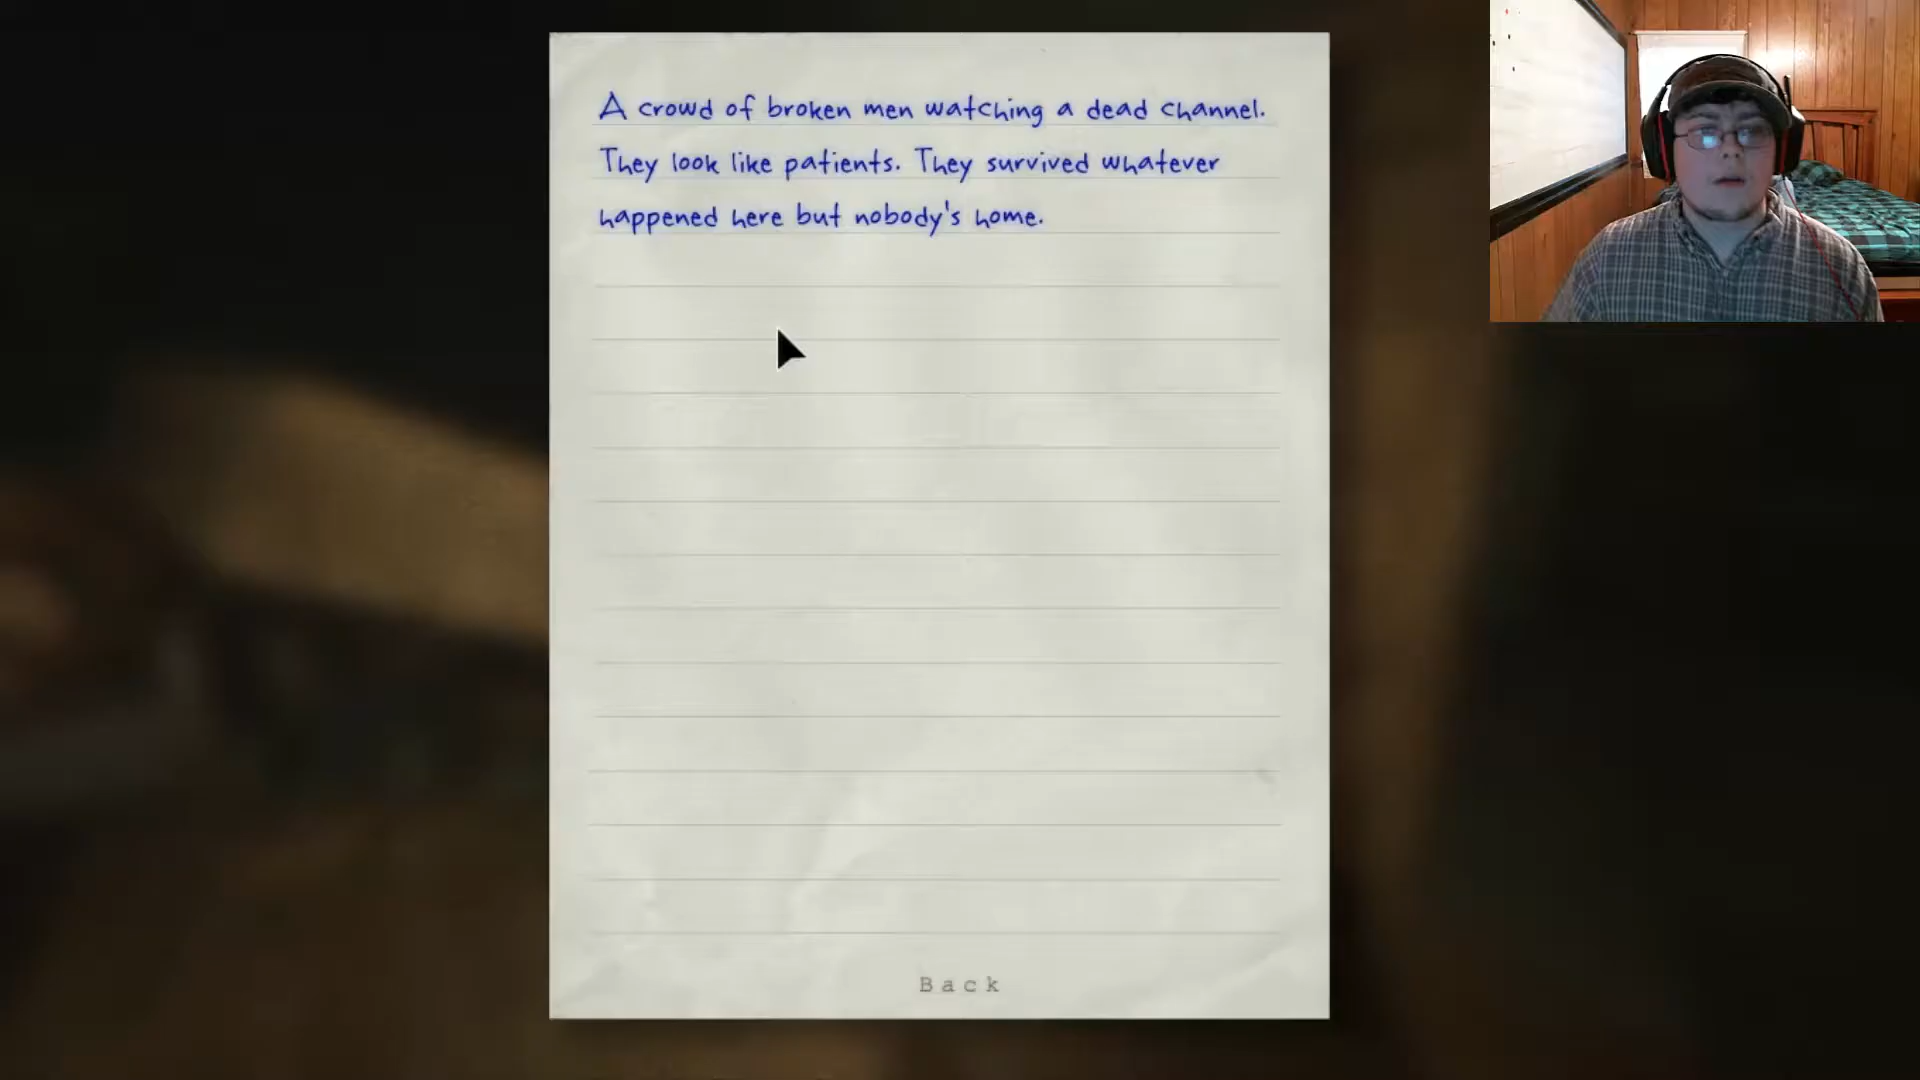 A crowd of broken men watching a dead channel.
They look like patients. They survived whatever
happened here but nobody's home.
Back